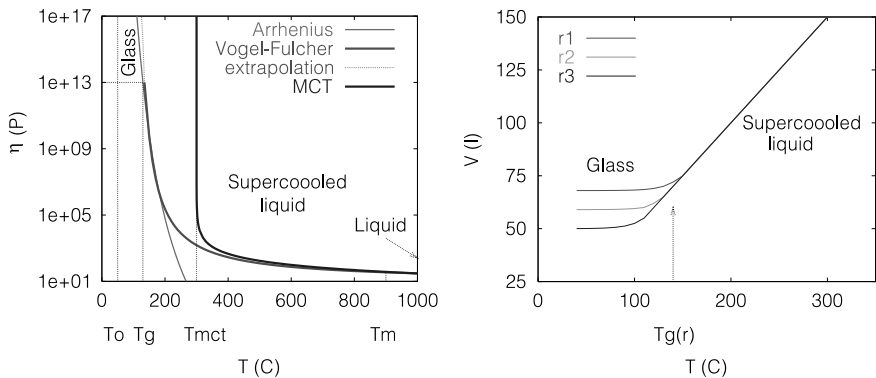 1e+17
1e+13
1e+09
1e+05
1e+01
η (P)
Glass
Arrhenius
Vogel-Fulcher
extrapolation
MCT
Supercoooled
liquid
Liquid
0 200 400 600 800 1000
To Tg Tmct Tm
T (C)
150
125
100
75
50
25
V (l)
r1
r2
r3
Glass
Supercoooled
liquid
0 100 200 300
Tg(r)
T (C)